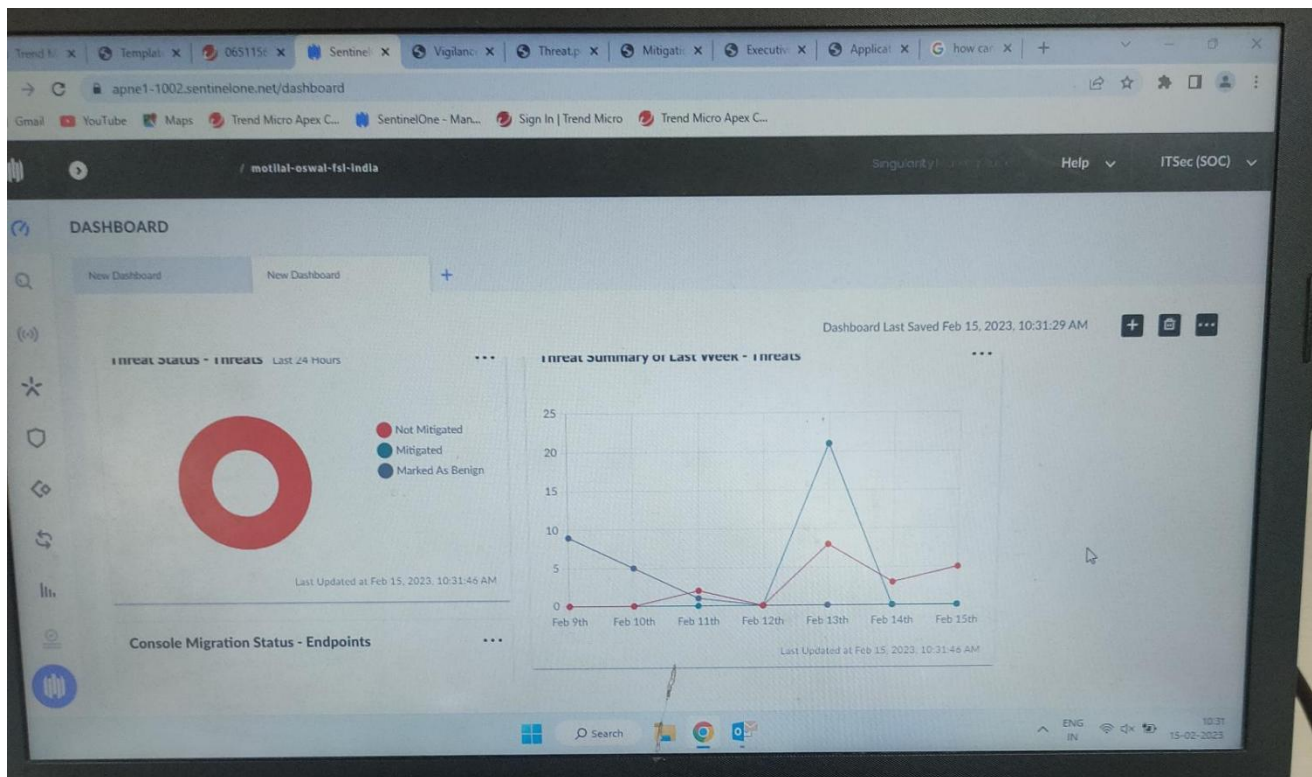 Trend M
Templat
0651156
Sentinel
Vigilanc
Threat.p
Mitigati
Executiv
Applicat
G how car
apne1-1002.sentinelone.net/dashboard
Gmail YouTube Maps Trend Micro Apex C... SentinelOne - Man... Sign In | Trend Micro Trend Micro Apex C...
/ motilal-oswal-fsl-india
Singularity
Help
ITSec (SOC)
DASHBOARD
New Dashboard
New Dashboard
Dashboard Last Saved Feb 15, 2023, 10:31:29 AM
Threat Status - Threats Last 24 Hours
Not Mitigated
Mitigated
Marked As Benign
Last Updated at Feb 15, 2023, 10:31:46 AM
Threat Summary of Last Week - Threats
25
20
15
10
5
0
Feb 9th Feb 10th Feb 11th Feb 12th Feb 13th Feb 14th Feb 15th
Last Updated at Feb 15, 2023, 10:31:46 AM
Console Migration Status - Endpoints
Search
ENG
IN
10:31
15-02-2023